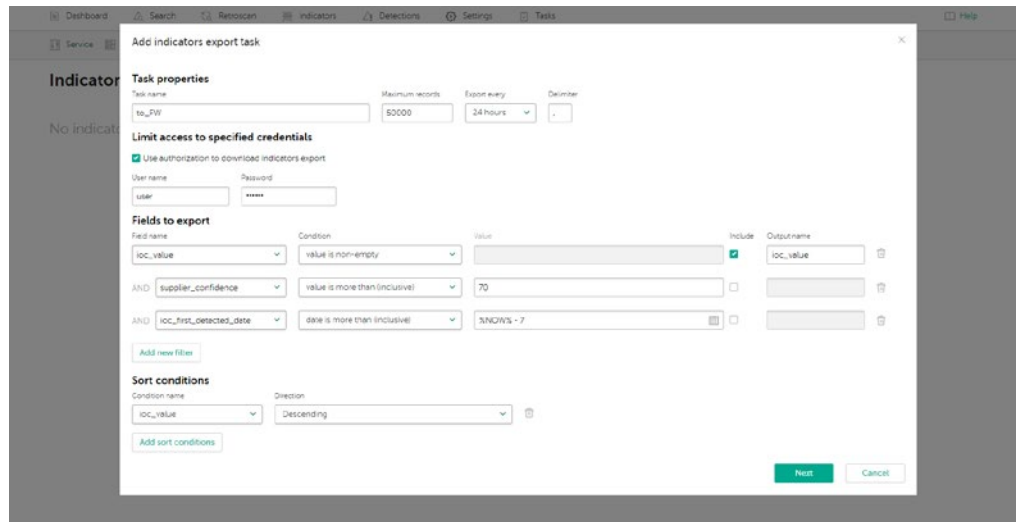 Dashboard Search Retroscan Indicators Detections Settings Tasks Help
Service
Add indicators export task
Indicator
No indicat
Task properties
Task name Maximum records Export every Delimiter
to_FW 50000 24 hours ,
Limit access to specified credentials
Use authorization to download indicators export
User name Password
user ••••••
Fields to export
Field name Condition Value Include Output name
ioc_value value is non-empty ioc_value
AND supplier_confidence value is more than (inclusive) 70
AND ioc_first_detected_date date is more than (inclusive) %NOW% - 7
Add new filter
Sort conditions
Condition name Direction
ioc_value Descending
Add sort conditions
Next Cancel